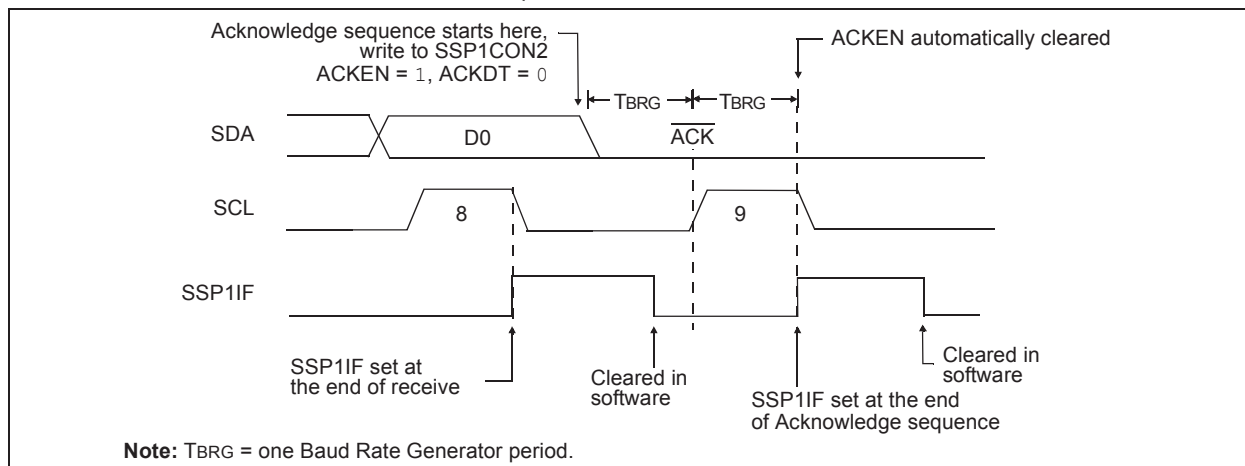 Acknowledge sequence starts here,
write to SSP1CON2
ACKEN = 1, ACKDT = 0
ACKEN automatically cleared
TBRG
TBRG
SDA
D0
ACK
SCL
8
9
SSP1IF
SSP1IF set at
the end of receive
Cleared in
software
SSP1IF set at the end
of Acknowledge sequence
Cleared in
software
Note: TBRG = one Baud Rate Generator period.